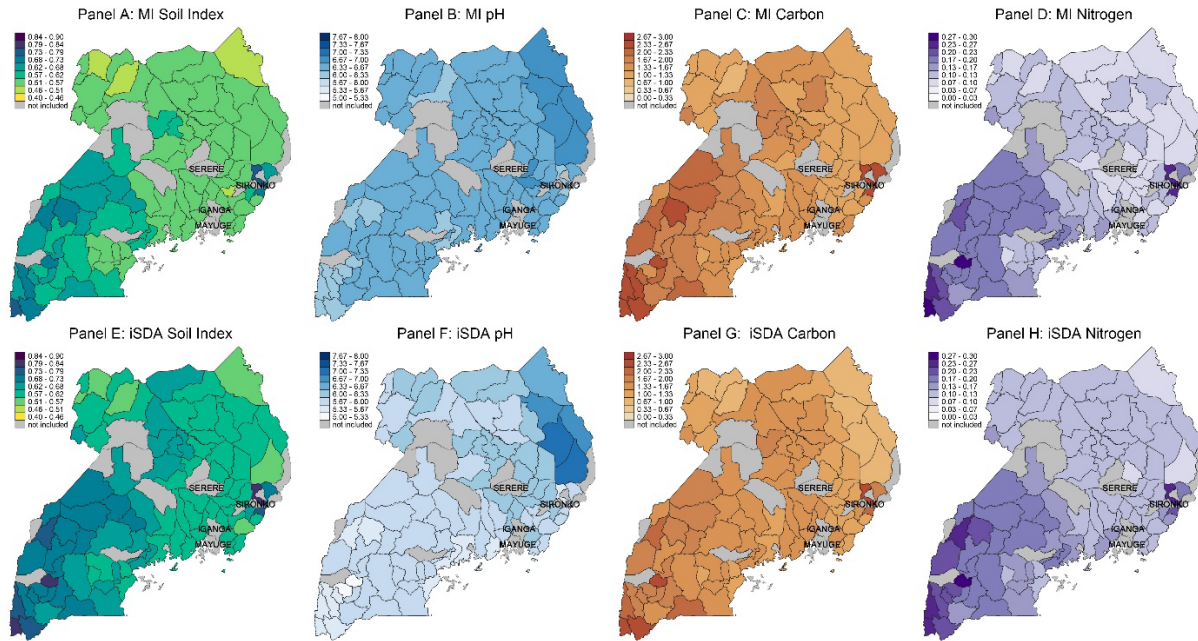 Panel A: MI Soil Index
0.84 - 0.90
0.79 - 0.84
0.73 - 0.79
0.68 - 0.73
0.62 - 0.68
0.57 - 0.62
0.51 - 0.57
0.46 - 0.51
0.40 - 0.46
not included
SERERE
SIRONKO
IGANGA
MAYUGE
Panel B: MI pH
7.67 - 8.00
7.33 - 7.67
7.00 - 7.33
6.67 - 7.00
6.33 - 6.67
6.00 - 6.33
5.67 - 6.00
5.33 - 5.67
5.00 - 5.33
not included
SERERE
SIRONKO
IGANGA
MAYUGE
Panel C: MI Carbon
2.67 - 3.00
2.33 - 2.67
2.00 - 2.33
1.67 - 2.00
1.33 - 1.67
1.00 - 1.33
0.67 - 1.00
0.33 - 0.67
0.00 - 0.33
not included
SERERE
SIRONKO
IGANGA
MAYUGE
Panel D: MI Nitrogen
0.27 - 0.30
0.23 - 0.27
0.20 - 0.23
0.17 - 0.20
0.13 - 0.17
0.10 - 0.13
0.07 - 0.10
0.03 - 0.07
0.00 - 0.03
not included
SERERE
SIRONKO
IGANGA
MAYUGE
Panel E: iSDA Soil Index
0.84 - 0.90
0.79 - 0.84
0.73 - 0.79
0.68 - 0.73
0.62 - 0.68
0.57 - 0.62
0.51 - 0.57
0.46 - 0.51
0.40 - 0.46
not included
SERERE
SIRONKO
IGANGA
MAYUGE
Panel F: iSDA pH
7.67 - 8.00
7.33 - 7.67
7.00 - 7.33
6.67 - 7.00
6.33 - 6.67
6.00 - 6.33
5.67 - 6.00
5.33 - 5.67
5.00 - 5.33
not included
SERERE
SIRONKO
IGANGA
MAYUGE
Panel G: iSDA Carbon
2.67 - 3.00
2.33 - 2.67
2.00 - 2.33
1.67 - 2.00
1.33 - 1.67
1.00 - 1.33
0.67 - 1.00
0.33 - 0.67
0.00 - 0.33
not included
SERERE
SIRONKO
IGANGA
MAYUGE
Panel H: iSDA Nitrogen
0.27 - 0.30
0.23 - 0.27
0.20 - 0.23
0.17 - 0.20
0.13 - 0.17
0.10 - 0.13
0.07 - 0.10
0.03 - 0.07
0.00 - 0.03
not included
SERERE
SIRONKO
IGANGA
MAYUGE